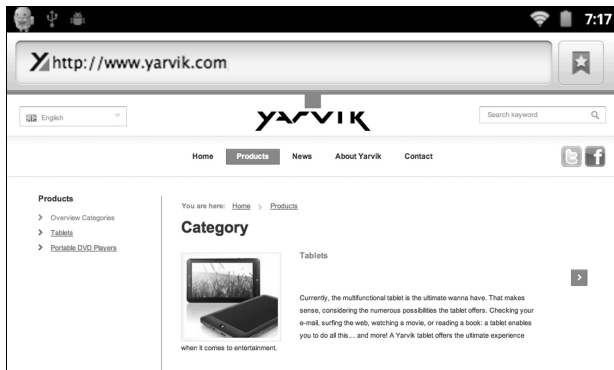 7:17
http://www.yarvik.com
English
YARVIK
Search keyword
Home Products News About Yarvik Contact
Products
Overview Categories
Tablets
Portable DVD Players
You are here: Home > Products
Category
Tablets
Currently, the multifunctional tablet is the ultimate wanna have. That makes
sense, considering the numerous possibilities the tablet offers. Checking your
e-mail, surfing the web, watching a movie, or reading a book: a tablet enables
you to do all this... and more! A Yarvik tablet offers the ultimate experience
when it comes to entertainment.